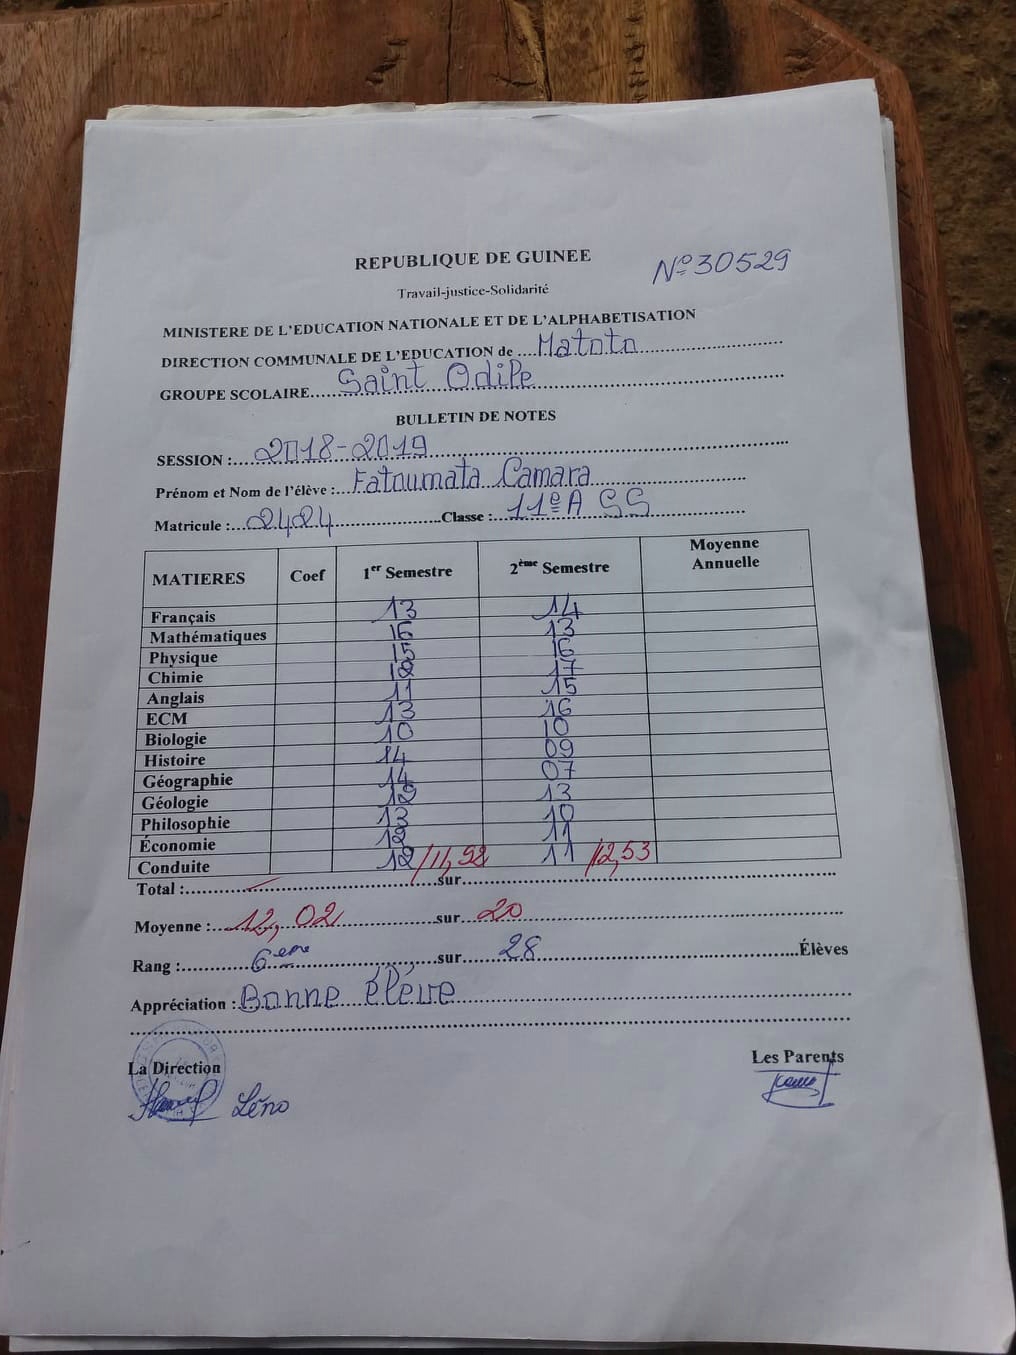 REPUBLIQUE DE GUINEE
N° 30529
Travail-justice-Solidarité
MINISTERE DE L'EDUCATION NATIONALE ET DE L'ALPHABETISATION
DIRECTION COMMUNALE DE L'EDUCATION de ....Matoto....
GROUPE SCOLAIRE....Saint Odile....
BULLETIN DE NOTES
SESSION :....2018-2019....
Prénom et Nom de l'élève :...Fatoumata Camara....
Matricule :...2424....Classe :...11e A SS....
MATIERES Coef 1er Semestre 2ème Semestre Moyenne Annuelle
Français 13 14
Mathématiques 16 13
Physique 15 16
Chimie 12 17
Anglais 11 15
ECM 13 16
Biologie 10 10
Histoire 14 09
Géographie 14 07
Géologie 12 13
Philosophie 13 10
Économie 12 11
Conduite 12 /11,98 11 /12,53
Total :....sur....
Moyenne :...12,02....sur...20....
Rang :....6eme....sur....28....Élèves
Appréciation :Bonne élève....
La Direction
Les Parents
Léno